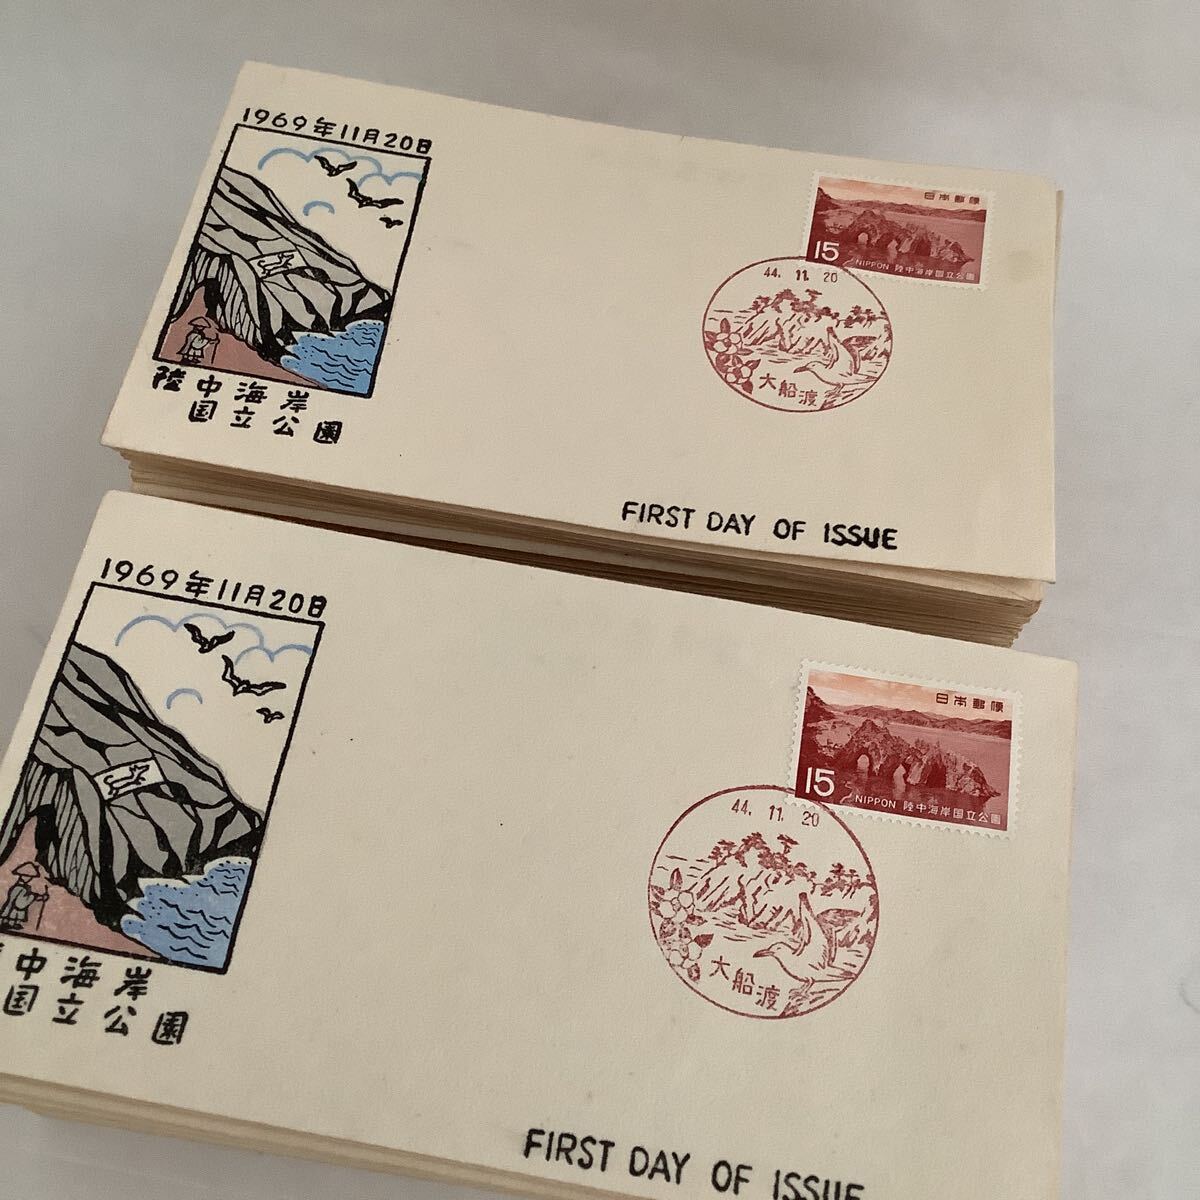 1969年11月20日
陸中海岸
国立公園
日本郵便
15
NIPPON 陸中海岸国立公園
44. 11. 20
大船渡
FIRST DAY OF ISSUE
1969年11月20日
中海岸
国立公園
日本郵便
15
NIPPON 陸中海岸国立公園
44. 11. 20
大船渡
FIRST DAY OF ISSUE